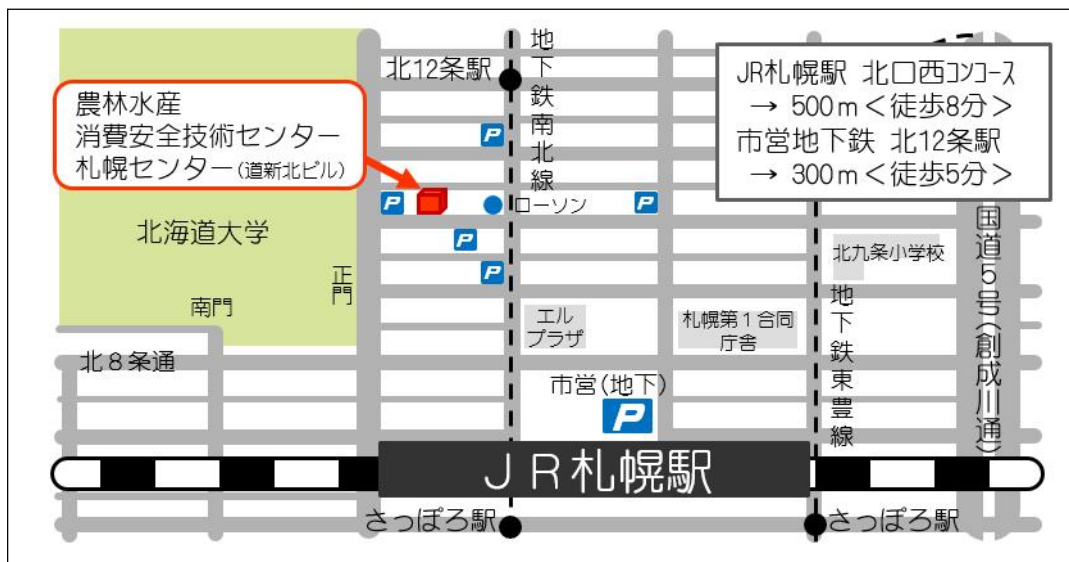 農林水産
消費安全技術センター
札幌センター(道新北ビル)
北12条駅
地下鉄南北線
JR札幌駅 北口西コンコース
→ 500m<徒歩8分>
市営地下鉄 北12条駅
→ 300m<徒歩5分>
P
P
ローソン
P
P
P
北海道大学
正門
南門
北8条通
エル
プラザ
札幌第1合同
庁舎
北九条小学校
地下鉄東豊線
国道5号(創成川通)
市営(地下)
P
JR札幌駅
さっぽろ駅
さっぽろ駅